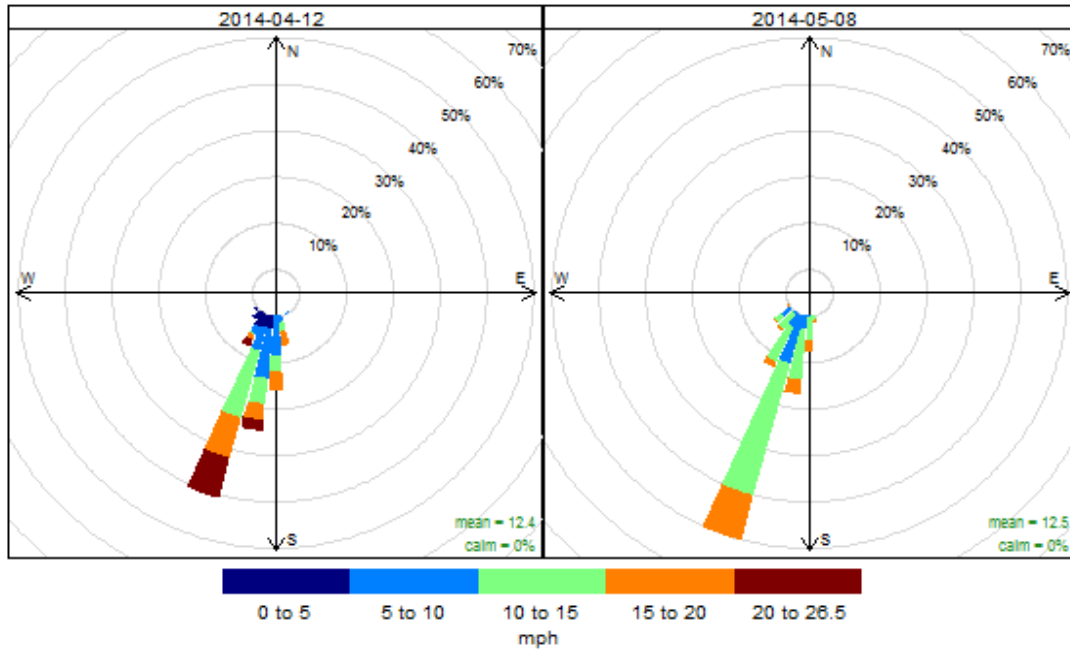 2014-04-12
2014-05-08
N
70%
60%
50%
40%
30%
20%
10%
W
E
S
mean = 12.4
calm = 0%
N
70%
60%
50%
40%
30%
20%
10%
W
E
S
mean = 12.5
calm = 0%
0 to 5
5 to 10
10 to 15
15 to 20
20 to 26.5
mph